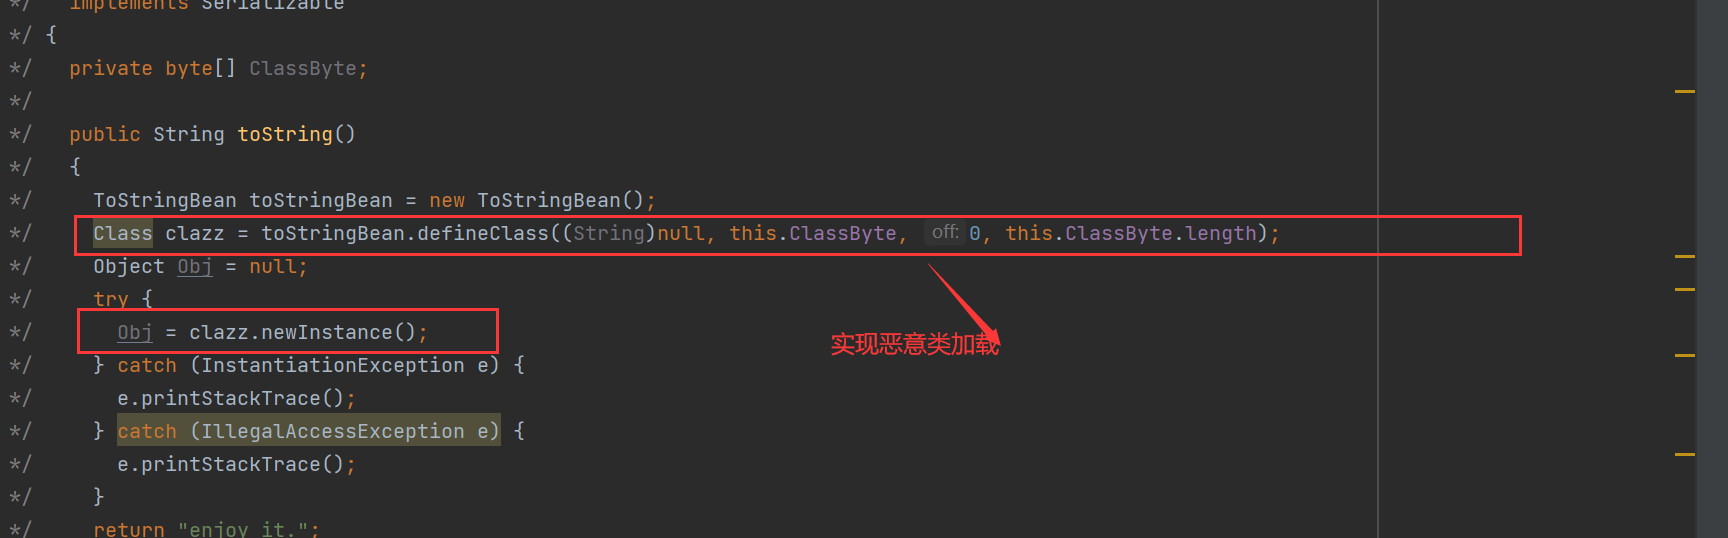 */   implements Serializable
*/ {
*/   private byte[] ClassByte;
*/
*/   public String toString()
*/   {
*/     ToStringBean toStringBean = new ToStringBean();
*/     Class clazz = toStringBean.defineClass((String)null, this.ClassByte, off: 0, this.ClassByte.length);
*/     Object Obj = null;
*/     try {
*/       Obj = clazz.newInstance();
实现恶意类加载
*/     } catch (InstantiationException e) {
*/       e.printStackTrace();
*/     } catch (IllegalAccessException e) {
*/       e.printStackTrace();
*/     }
*/     return "enjoy it.";